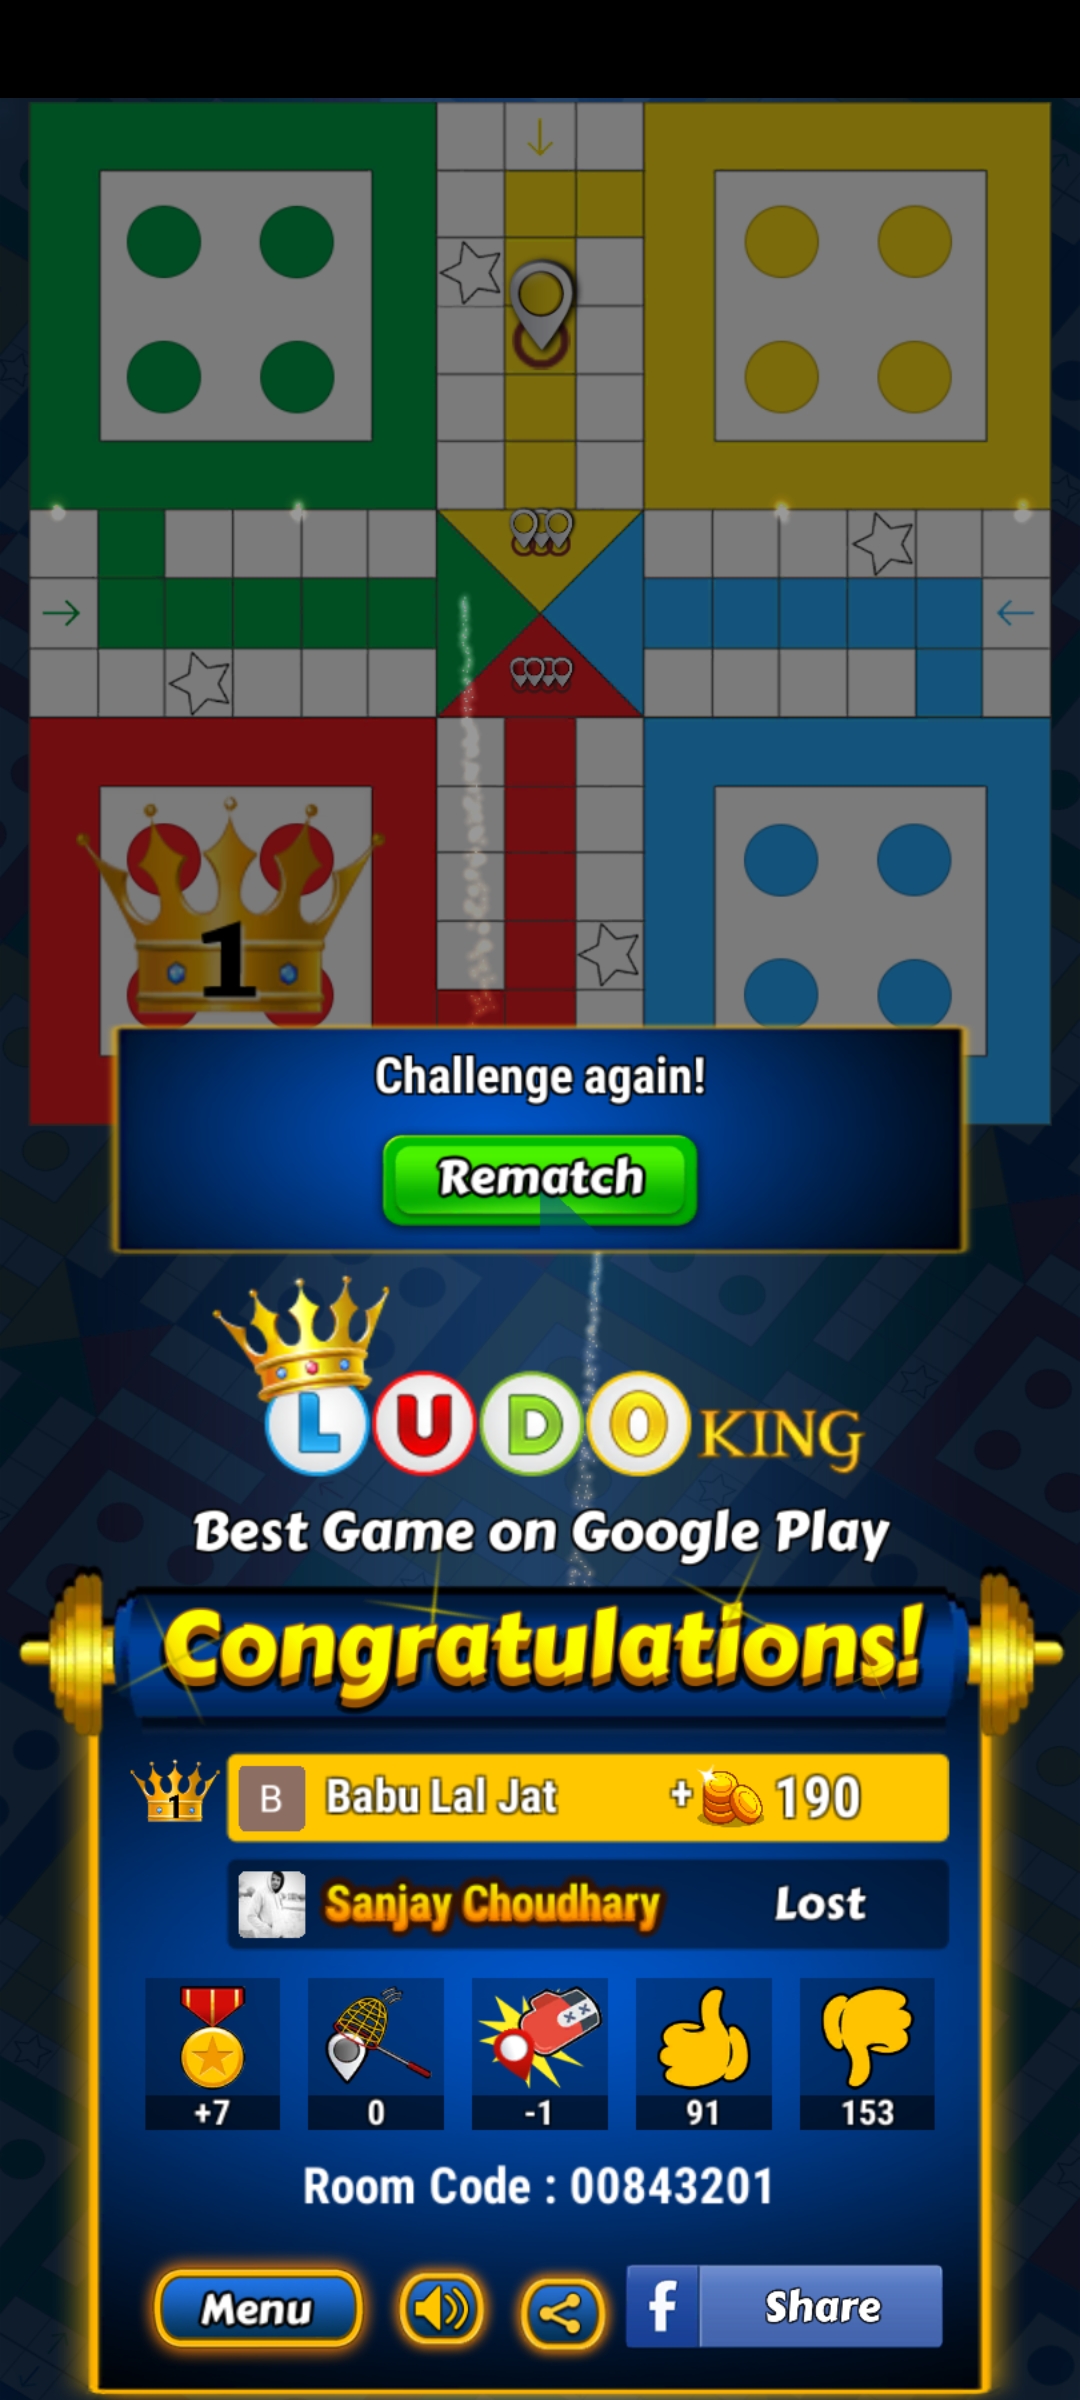 1
Challenge again!
Rematch
LUDO KING
Best Game on Google Play
Congratulations!
1 B Babu Lal Jat + 190
Sanjay Choudhary Lost
+7 0 -1 91 153
Room Code : 00843201
Menu f Share